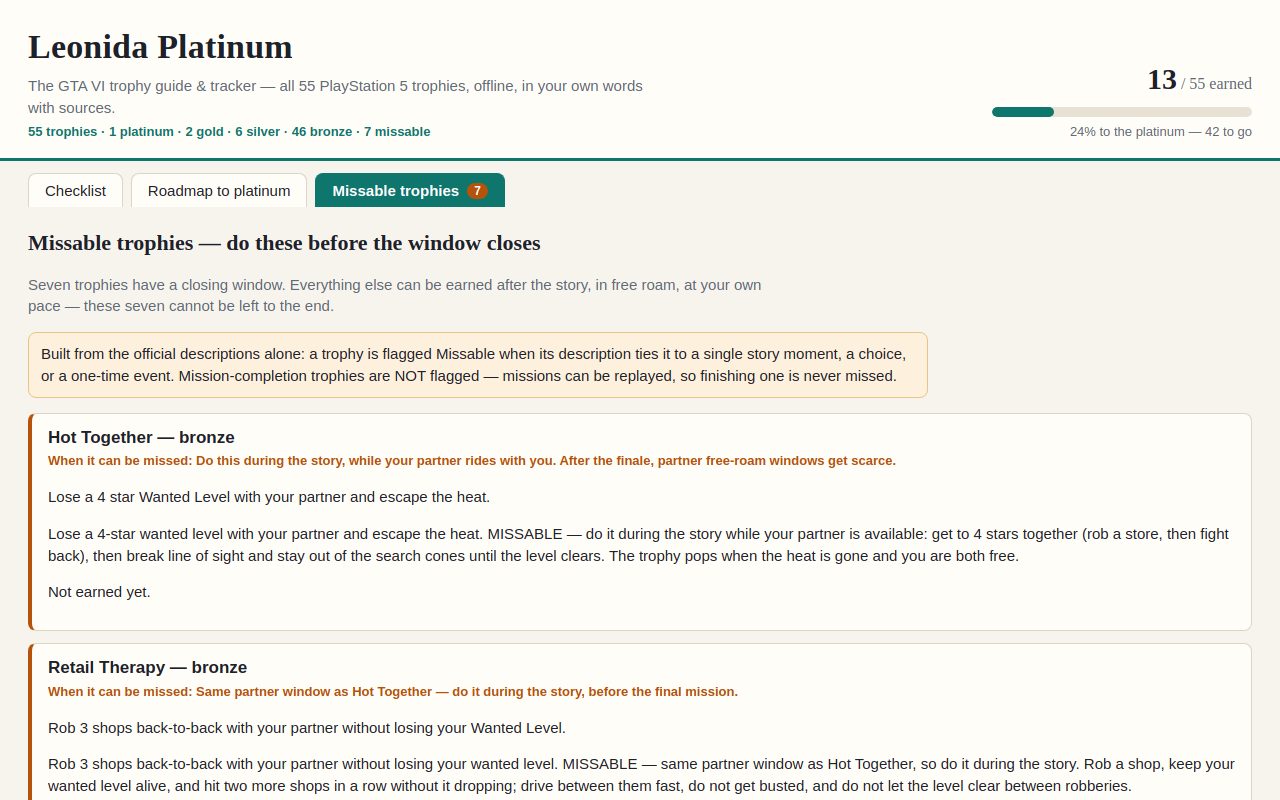 Leonida Platinum
The GTA VI trophy guide & tracker — all 55 PlayStation 5 trophies, offline, in your own words
with sources.
55 trophies · 1 platinum · 2 gold · 6 silver · 46 bronze · 7 missable
13 / 55 earned
24% to the platinum — 42 to go
Checklist
Roadmap to platinum
Missable trophies 7
Missable trophies — do these before the window closes
Seven trophies have a closing window. Everything else can be earned after the story, in free roam, at your own
pace — these seven cannot be left to the end.
Built from the official descriptions alone: a trophy is flagged Missable when its description ties it to a single story moment, a choice,
or a one-time event. Mission-completion trophies are NOT flagged — missions can be replayed, so finishing one is never missed.
Hot Together — bronze
When it can be missed: Do this during the story, while your partner rides with you. After the finale, partner free-roam windows get scarce.
Lose a 4 star Wanted Level with your partner and escape the heat.
Lose a 4-star wanted level with your partner and escape the heat. MISSABLE — do it during the story while your partner is available: get to 4 stars together (rob a store, then fight
back), then break line of sight and stay out of the search cones until the level clears. The trophy pops when the heat is gone and you are both free.
Not earned yet.
Retail Therapy — bronze
When it can be missed: Same partner window as Hot Together — do it during the story, before the final mission.
Rob 3 shops back-to-back with your partner without losing your Wanted Level.
Rob 3 shops back-to-back with your partner without losing your wanted level. MISSABLE — same partner window as Hot Together, so do it during the story. Rob a shop, keep your
wanted level alive, and hit two more shops in a row without it dropping; drive between them fast, do not get busted, and do not let the level clear between robberies.